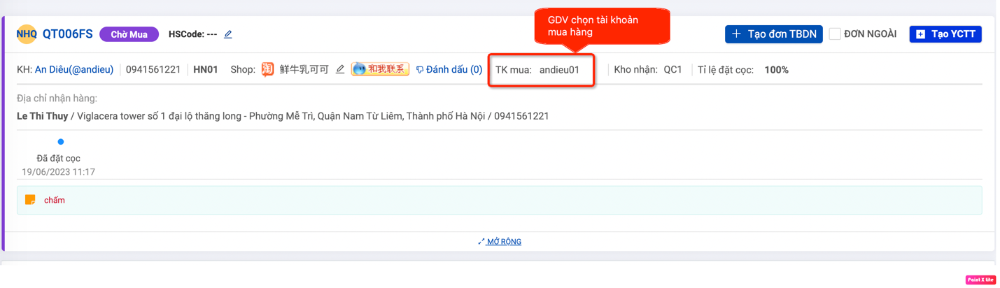 GDV chọn tài khoản
mua hàng
NHQ QT006FS Chờ Mua HSCode: --- + Tạo đơn TBDN ĐƠN NGOÀI Tạo YCTT
KH: An Diêu(@andieu) 0941561221 HN01 Shop: 淘 鲜牛乳可可 和我联系 Đánh dấu (0) TK mua: andieu01 Kho nhận: QC1 Tỉ lệ đặt cọc: 100%
Địa chỉ nhận hàng:
Le Thi Thuy / Viglacera tower số 1 đại lộ thăng long - Phường Mễ Trì, Quận Nam Từ Liêm, Thành phố Hà Nội / 0941561221
Đã đặt cọc
19/06/2023 11:17
chấm
MỞ RỘNG
Paint X lite